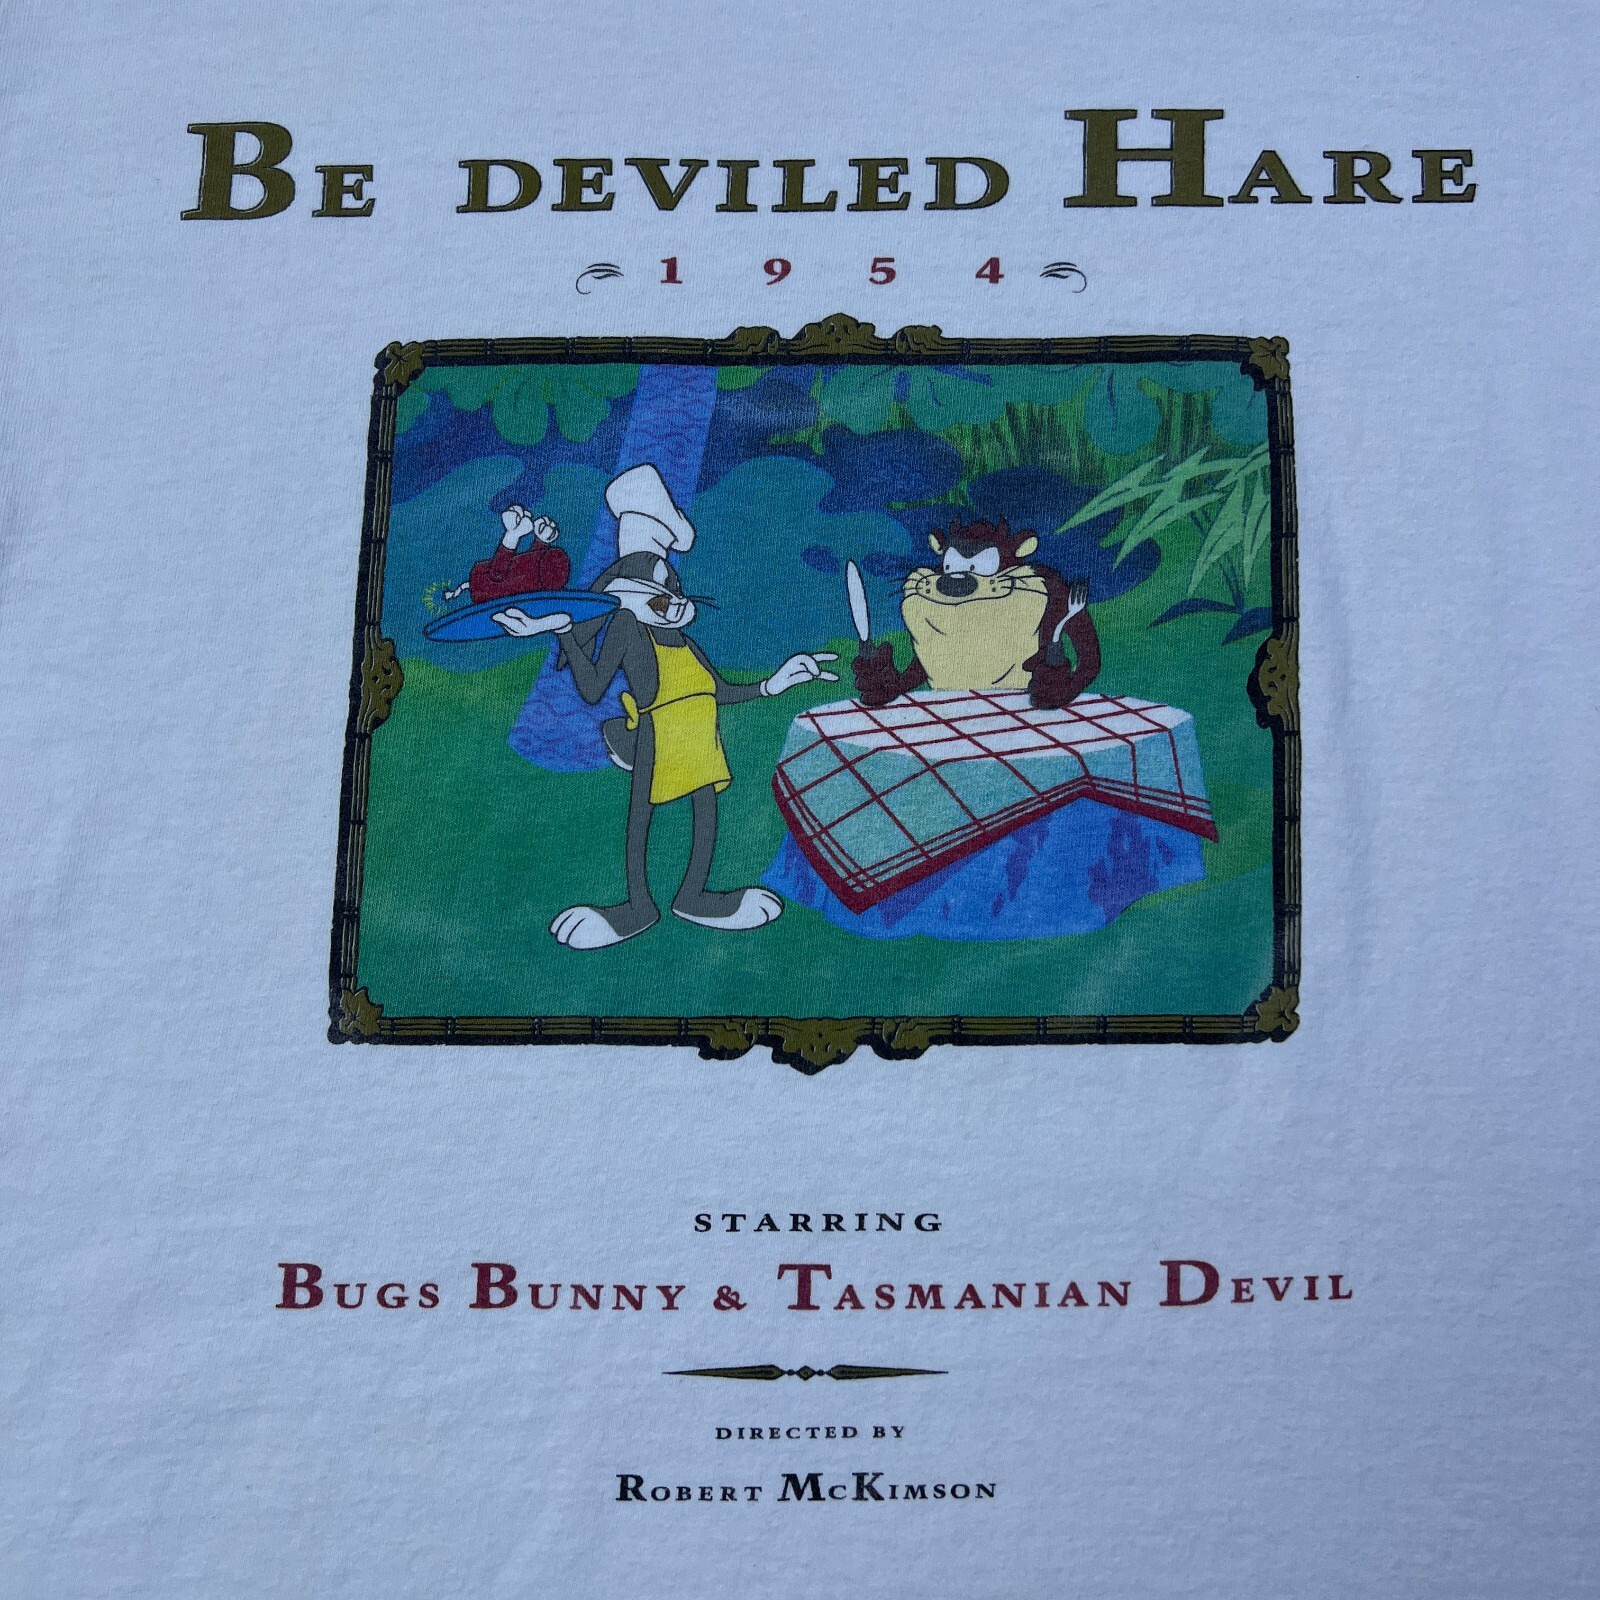 BE DEVILED HARE
1954
STARRING
BUGS BUNNY & TASMANIAN DEVIL
DIRECTED BY
ROBERT MCKIMSON